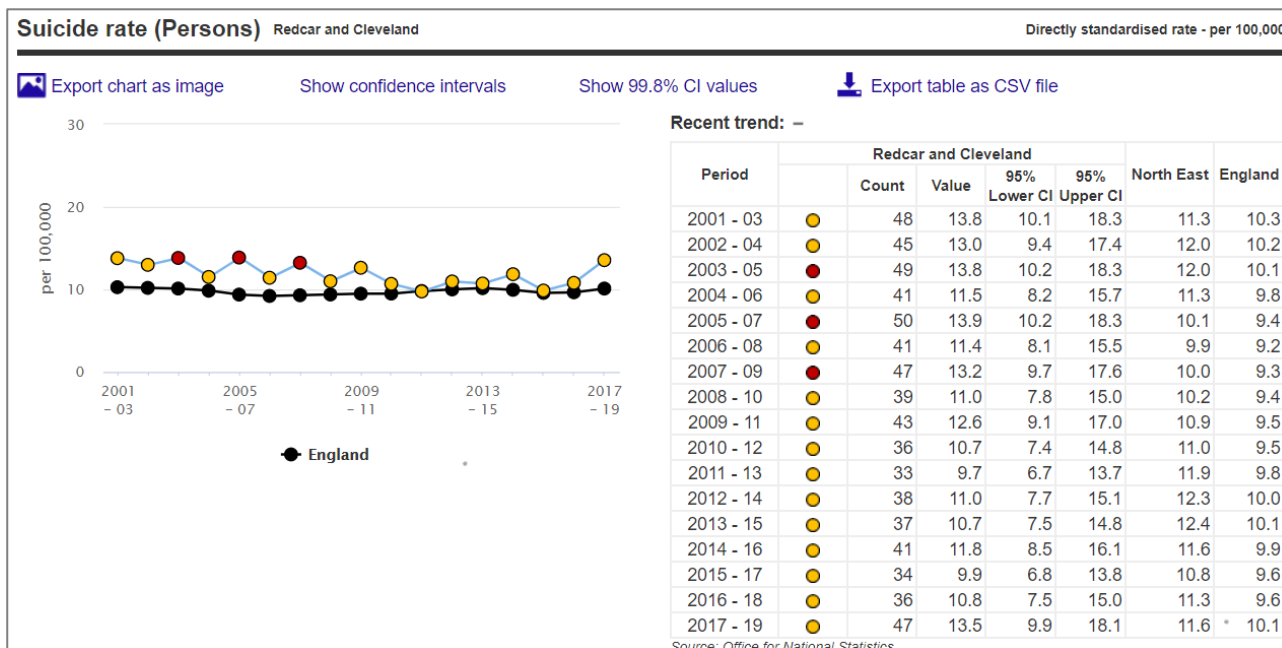 Suicide rate (Persons) Redcar and Cleveland Directly standardised rate - per 100,000
Export chart as image Show confidence intervals Show 99.8% CI values Export table as CSV file
30
20
10
0
per 100,000
2001 – 03
2005 – 07
2009 – 11
2013 – 15
2017 – 19
England
Recent trend: –
Period Redcar and Cleveland North East England
Count Value 95% Lower CI 95% Upper CI
2001 - 03 48 13.8 10.1 18.3 11.3 10.3
2002 - 04 45 13.0 9.4 17.4 12.0 10.2
2003 - 05 49 13.8 10.2 18.3 12.0 10.1
2004 - 06 41 11.5 8.2 15.7 11.3 9.8
2005 - 07 50 13.9 10.2 18.3 10.1 9.4
2006 - 08 41 11.4 8.1 15.5 9.9 9.2
2007 - 09 47 13.2 9.7 17.6 10.0 9.3
2008 - 10 39 11.0 7.8 15.0 10.2 9.4
2009 - 11 43 12.6 9.1 17.0 10.9 9.5
2010 - 12 36 10.7 7.4 14.8 11.0 9.5
2011 - 13 33 9.7 6.7 13.7 11.9 9.8
2012 - 14 38 11.0 7.7 15.1 12.3 10.0
2013 - 15 37 10.7 7.5 14.8 12.4 10.1
2014 - 16 41 11.8 8.5 16.1 11.6 9.9
2015 - 17 34 9.9 6.8 13.8 10.8 9.6
2016 - 18 36 10.8 7.5 15.0 11.3 9.6
2017 - 19 47 13.5 9.9 18.1 11.6 * 10.1
Source: Office for National Statistics